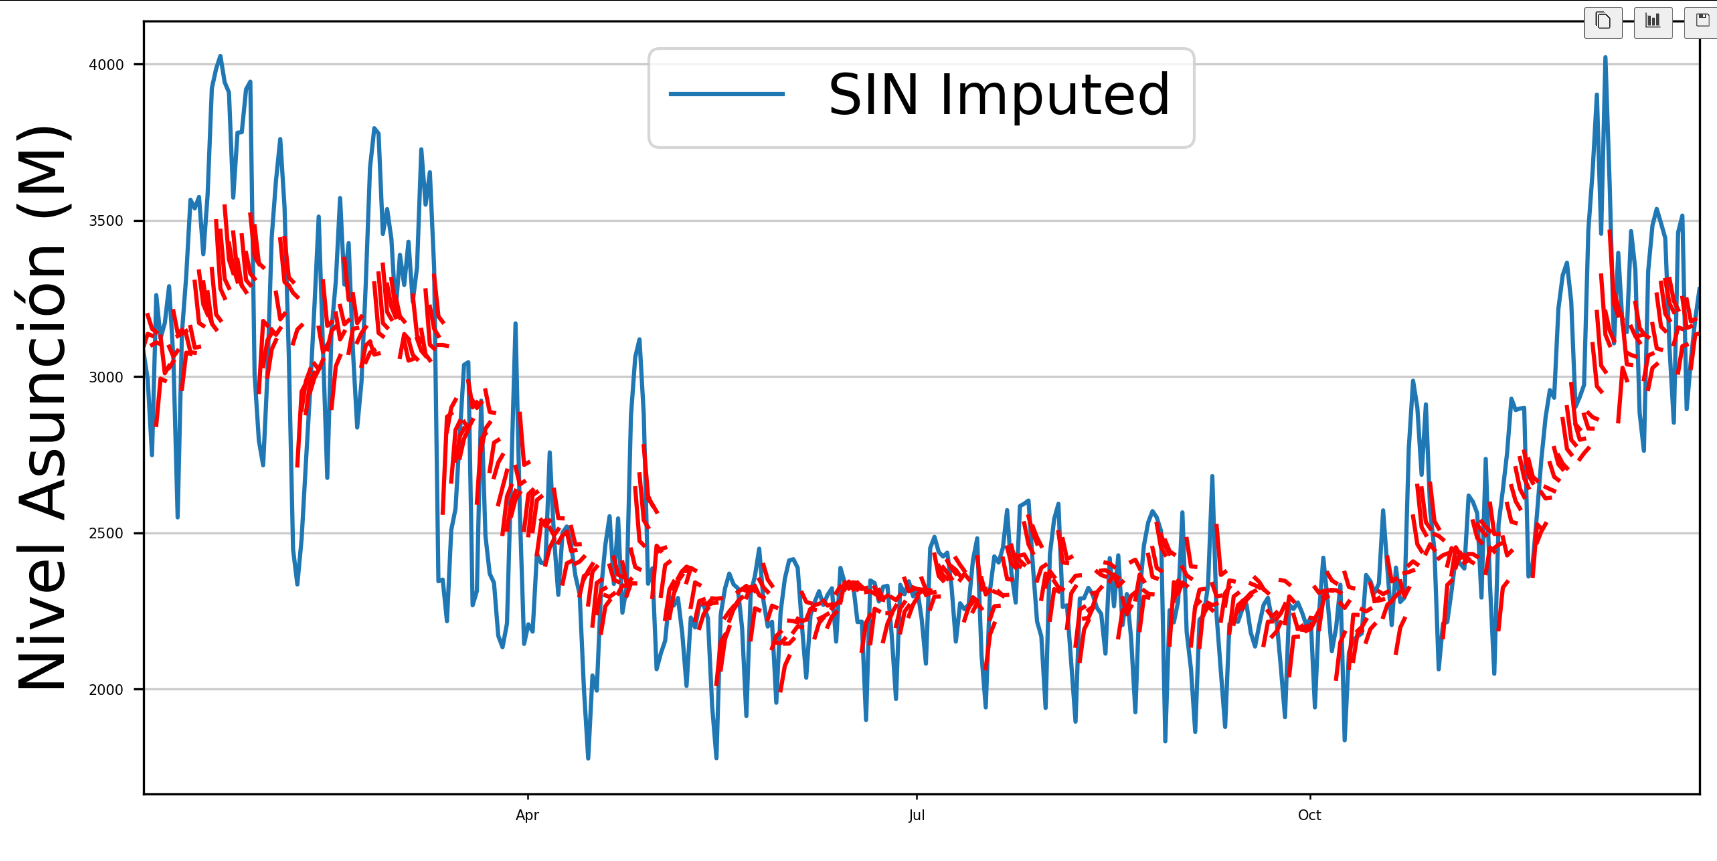 SIN Imputed
Nivel Asunción (M)
4000
3500
3000
2500
2000
Apr
Jul
Oct